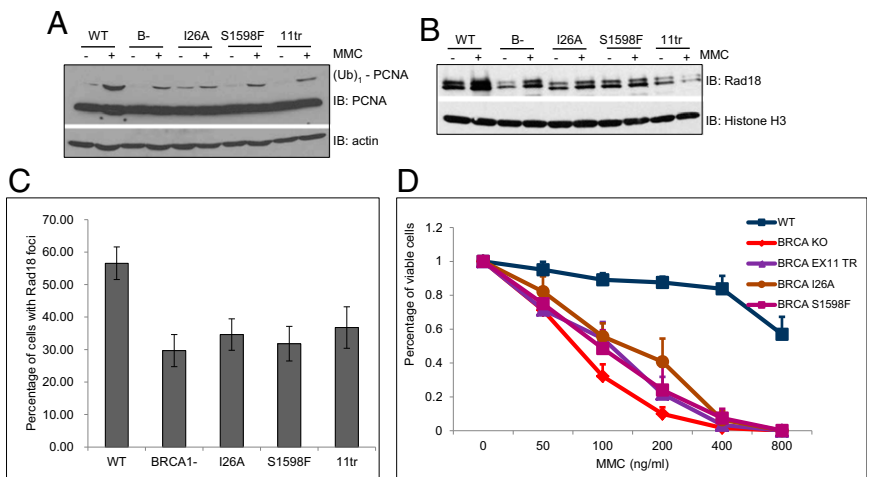 A
WT B- I26A S1598F 11tr
- + - + - + - + - + MMC
(Ub)1 - PCNA
IB: PCNA
IB: actin
B
WT B- I26A S1598F 11tr
- + - + - + - + - + MMC
IB: Rad18
IB: Histone H3
C
Percentage of cells with Rad18 foci
70.00
60.00
50.00
40.00
30.00
20.00
10.00
0.00
WT BRCA1- I26A S1598F 11tr
D
Percentage of viable cells
1.2
1
0.8
0.6
0.4
0.2
0
0 50 100 200 400 800
MMC (ng/ml)
WT
BRCA KO
BRCA EX11 TR
BRCA I26A
BRCA S1598F